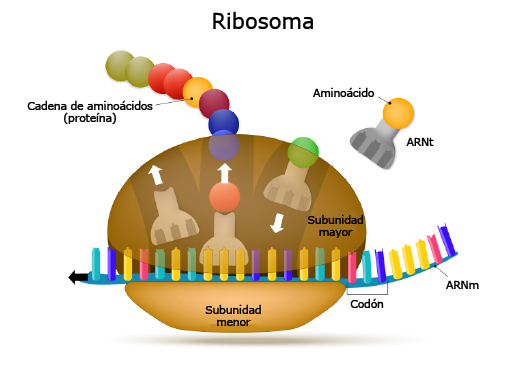 Ribosoma
Cadena de aminoácidos
(proteína)
Aminoácido
ARNt
Subunidad
mayor
ARNm
Codón
Subunidad
menor